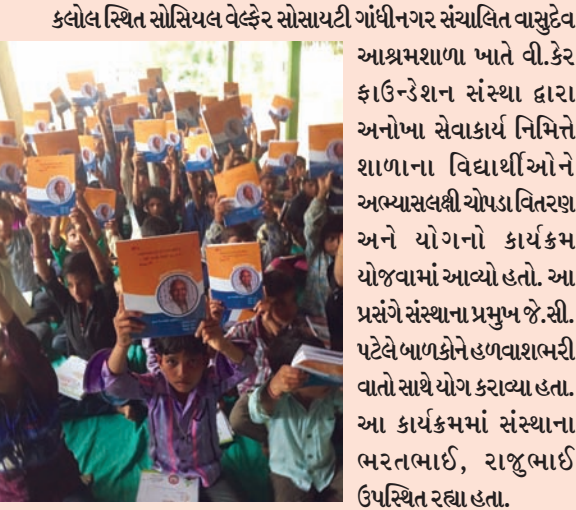 કલોલ સ્થિત સોસિયલ વેલ્ફેર સોસાયટી ગાંધીનગર સંચાલિત વાસુદેવ
આશ્રમશાળા ખાતે વી.કેર
ફાઉન્ડેશન સંસ્થા દ્વારા
અનોખા સેવાકાર્ય નિમિત્તે
શાળાના વિદ્યાર્થીઓને
અભ્યાસલક્ષી ચોપડા વિતરણ
અને યોગનો કાર્યક્રમ
યોજવામાં આવ્યો હતો. આ
પ્રસંગે સંસ્થાના પ્રમુખ જે.સી.
પટેલે બાળકોને હળવાશભરી
વાતો સાથે યોગ કરાવ્યા હતા.
આ કાર્યક્રમમાં સંસ્થાના
ભરતભાઈ, રાજુભાઈ
ઉપસ્થિત રહ્યા હતા.